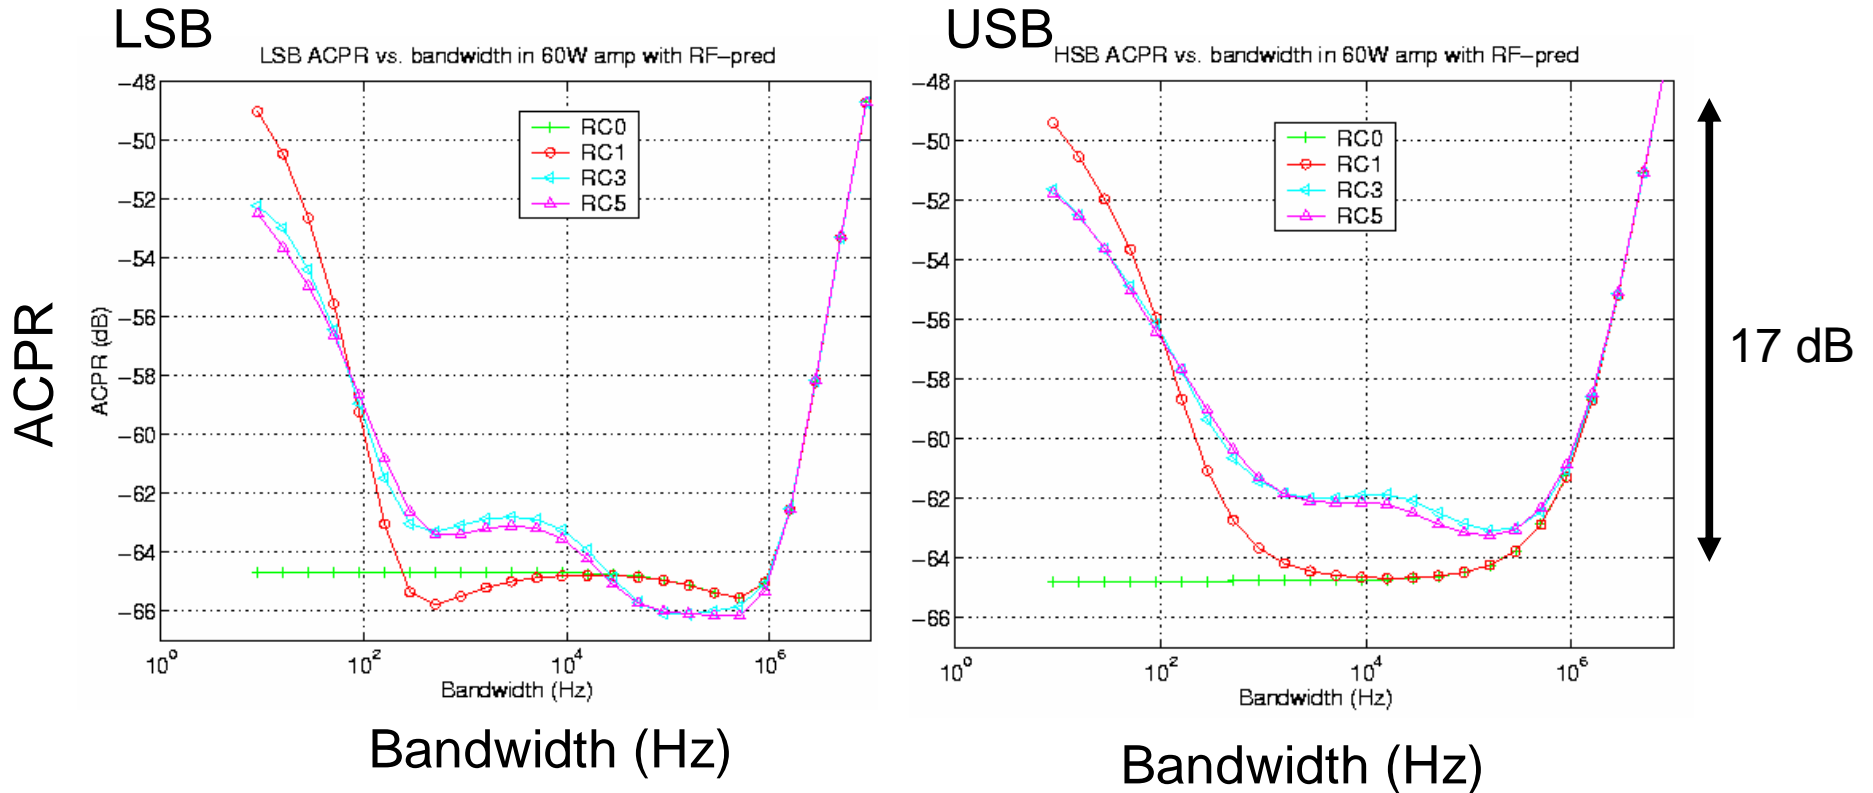 LSB
USB
LSB ACPR vs. bandwidth in 60W amp with RF-pred
-48
-50
-52
-54
-56
-58
-60
-62
-64
-66
ACPR (dB)
RC0
RC1
RC3
RC5
10^0
10^2
10^4
10^6
Bandwidth (Hz)
HSB ACPR vs. bandwidth in 60W amp with RF-pred
-48
-50
-52
-54
-56
-58
-60
-62
-64
-66
RC0
RC1
RC3
RC5
10^0
10^2
10^4
10^6
Bandwidth (Hz)
17 dB
ACPR
Bandwidth (Hz)
Bandwidth (Hz)